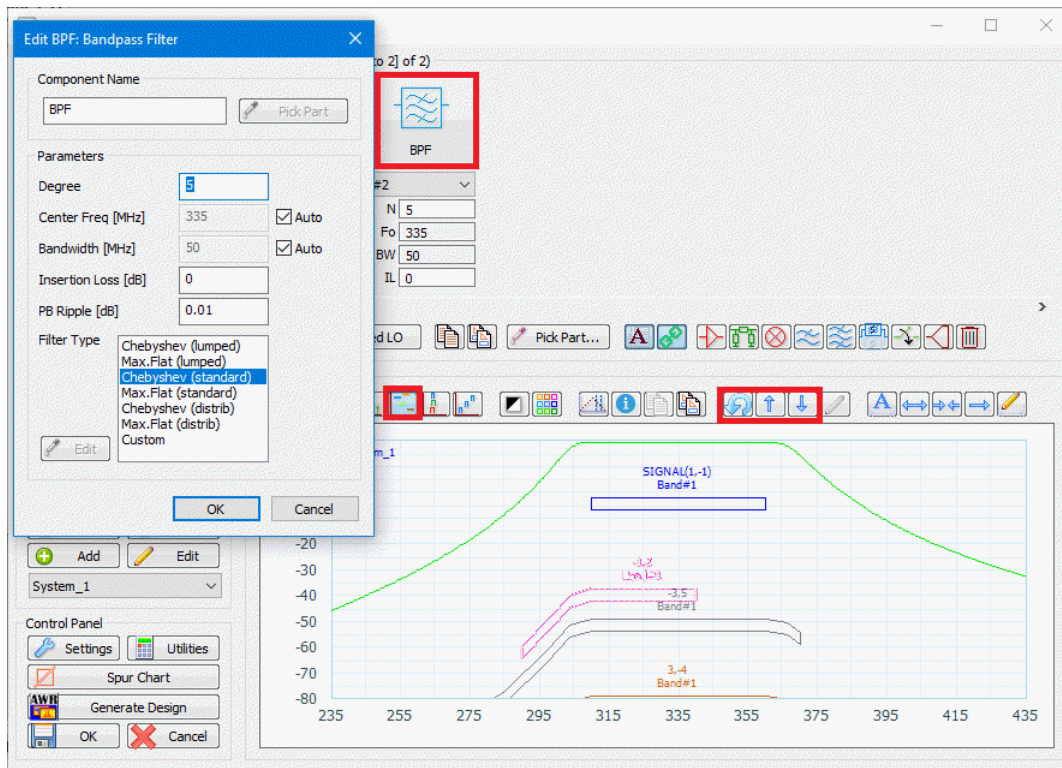 Edit BPF: Bandpass Filter
Component Name
BPF
Pick Part
Parameters
Degree
5
Center Freq [MHz]
335
Auto
Bandwidth [MHz]
50
Auto
Insertion Loss [dB]
0
PB Ripple [dB]
0.01
Filter Type
Chebyshev (lumped)
Max.Flat (lumped)
Chebyshev (standard)
Max.Flat (standard)
Chebyshev (distrib)
Max.Flat (distrib)
Custom
Edit
OK
Cancel
to 2] of 2)
BPF
#2
N 5
Fo 335
BW 50
IL 0
LO
Pick Part...
A
A
m_1
SIGNAL(1,-1)
Band#1
-3,5
Band#1
3,-4
Band#1
-20
-30
-40
-50
-60
-70
-80
235 255 275 295 315 335 355 375 395 415 435
Add
Edit
System_1
Control Panel
Settings
Utilities
Spur Chart
AWR
Generate Design
OK
Cancel